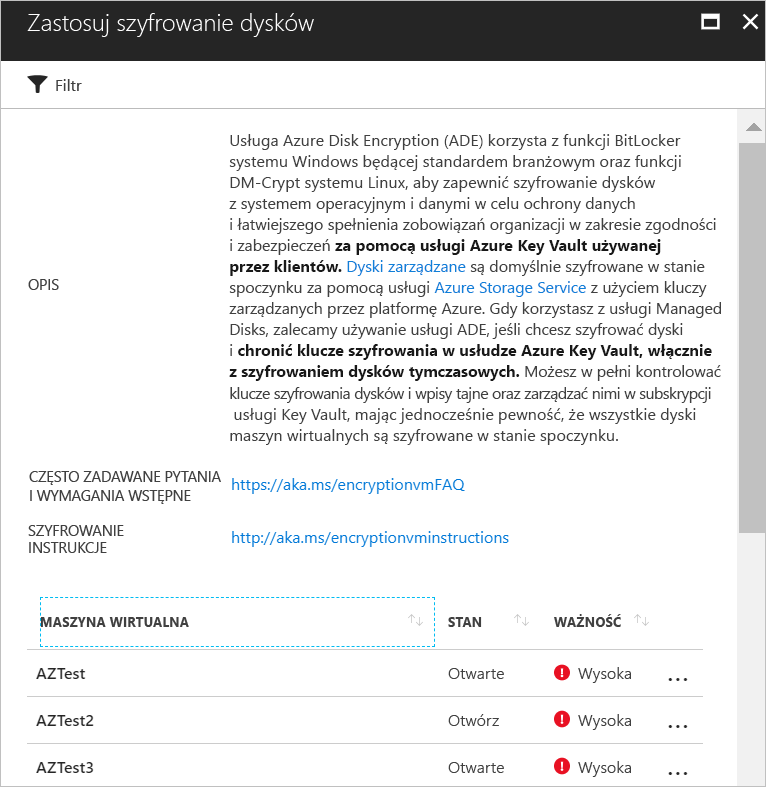 Zastosuj szyfrowanie dysków
Filtr
OPIS
Usługa Azure Disk Encryption (ADE) korzysta z funkcji BitLocker
systemu Windows będącej standardem branżowym oraz funkcji
DM-Crypt systemu Linux, aby zapewnić szyfrowanie dysków
z systemem operacyjnym i danymi w celu ochrony danych
i łatwiejszego spełnienia zobowiązań organizacji w zakresie zgodności
i zabezpieczeń za pomocą usługi Azure Key Vault używanej
przez klientów. Dyski zarządzane są domyślnie szyfrowane w stanie
spoczynku za pomocą usługi Azure Storage Service z użyciem kluczy
zarządzanych przez platformę Azure. Gdy korzystasz z usługi Managed
Disks, zalecamy używanie usługi ADE, jeśli chcesz szyfrować dyski
i chronić klucze szyfrowania w usłudze Azure Key Vault, włącznie
z szyfrowaniem dysków tymczasowych. Możesz w pełni kontrolować
klucze szyfrowania dysków i wpisy tajne oraz zarządzać nimi w subskrypcji
usługi Key Vault, mając jednocześnie pewność, że wszystkie dyski
maszyn wirtualnych są szyfrowane w stanie spoczynku.
CZĘSTO ZADAWANE PYTANIA
I WYMAGANIA WSTĘPNE
https://aka.ms/encryptionvmFAQ
SZYFROWANIE
INSTRUKCJE
http://aka.ms/encryptionvminstructions
MASZYNA WIRTUALNA STAN WAŻNOŚĆ
AZTest Otwarte Wysoka ...
AZTest2 Otwórz Wysoka ...
AZTest3 Otwarte Wysoka ...